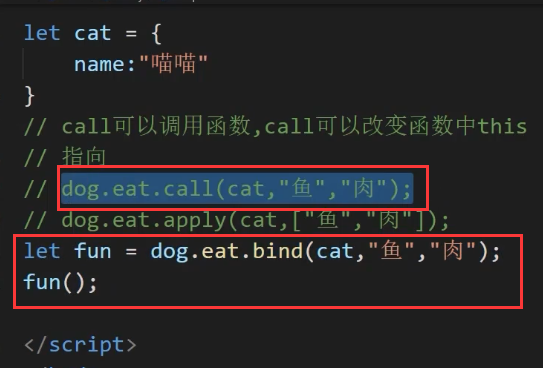 let cat = {
name:"喵喵"
}
// call可以调用函数,call可以改变函数中this
// 指向
// dog.eat.call(cat,"鱼","肉");
// dog.eat.apply(cat,["鱼","肉"]);
let fun = dog.eat.bind(cat,"鱼","肉");
fun();
</script>